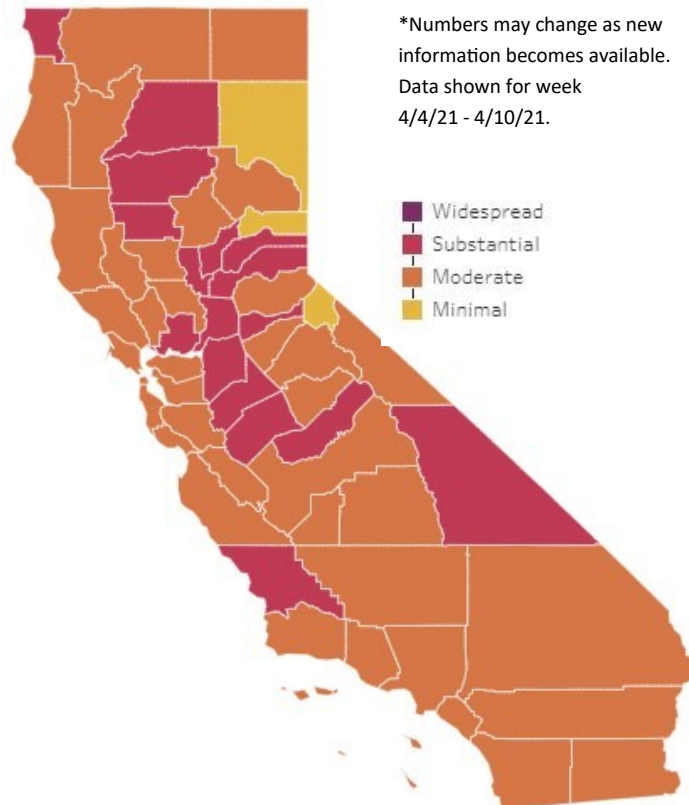 *Numbers may change as new
information becomes available.
Data shown for week
4/4/21 - 4/10/21.
Widespread
Substantial
Moderate
Minimal